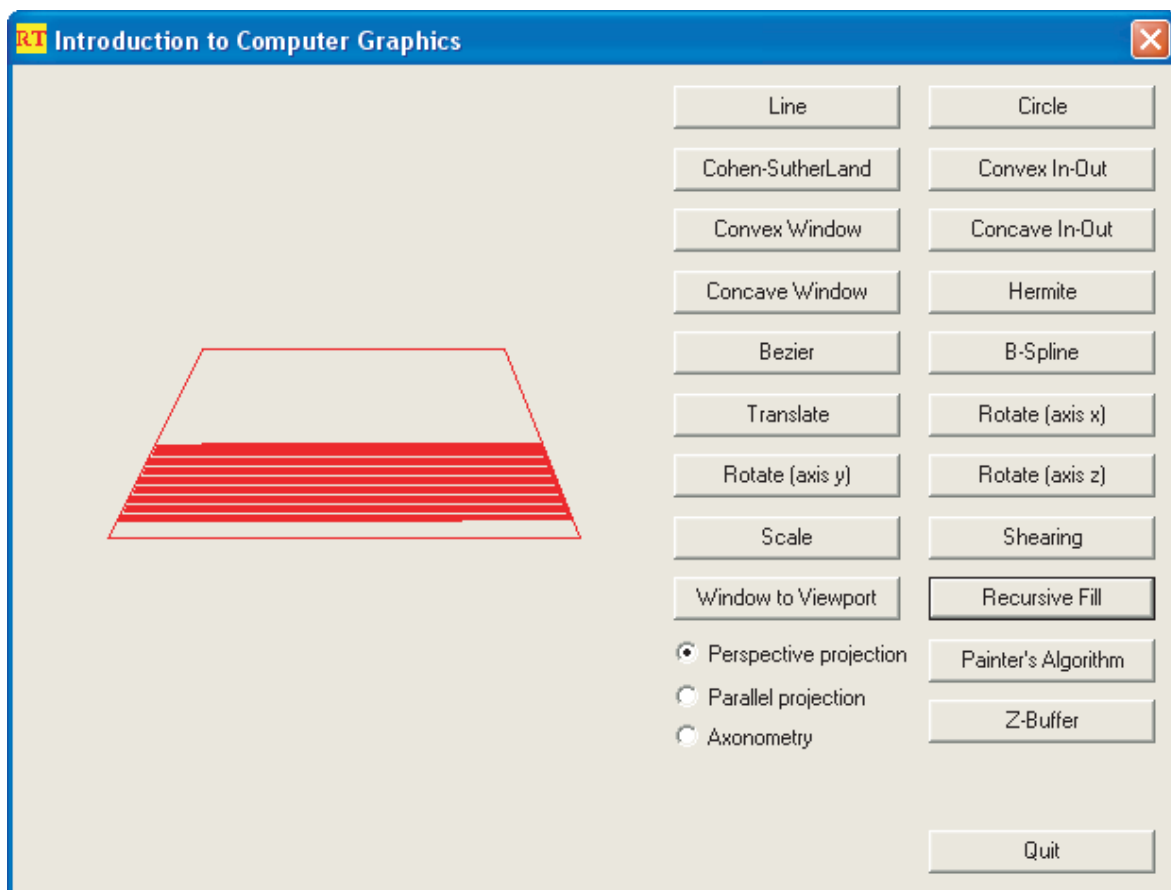 RT Introduction to Computer Graphics
Line Circle
Cohen-SutherLand Convex In-Out
Convex Window Concave In-Out
Concave Window Hermite
Bezier B-Spline
Translate Rotate (axis x)
Rotate (axis y) Rotate (axis z)
Scale Shearing
Window to Viewport Recursive Fill
Perspective projection Painter's Algorithm
Parallel projection
Z-Buffer
Axonometry
Quit